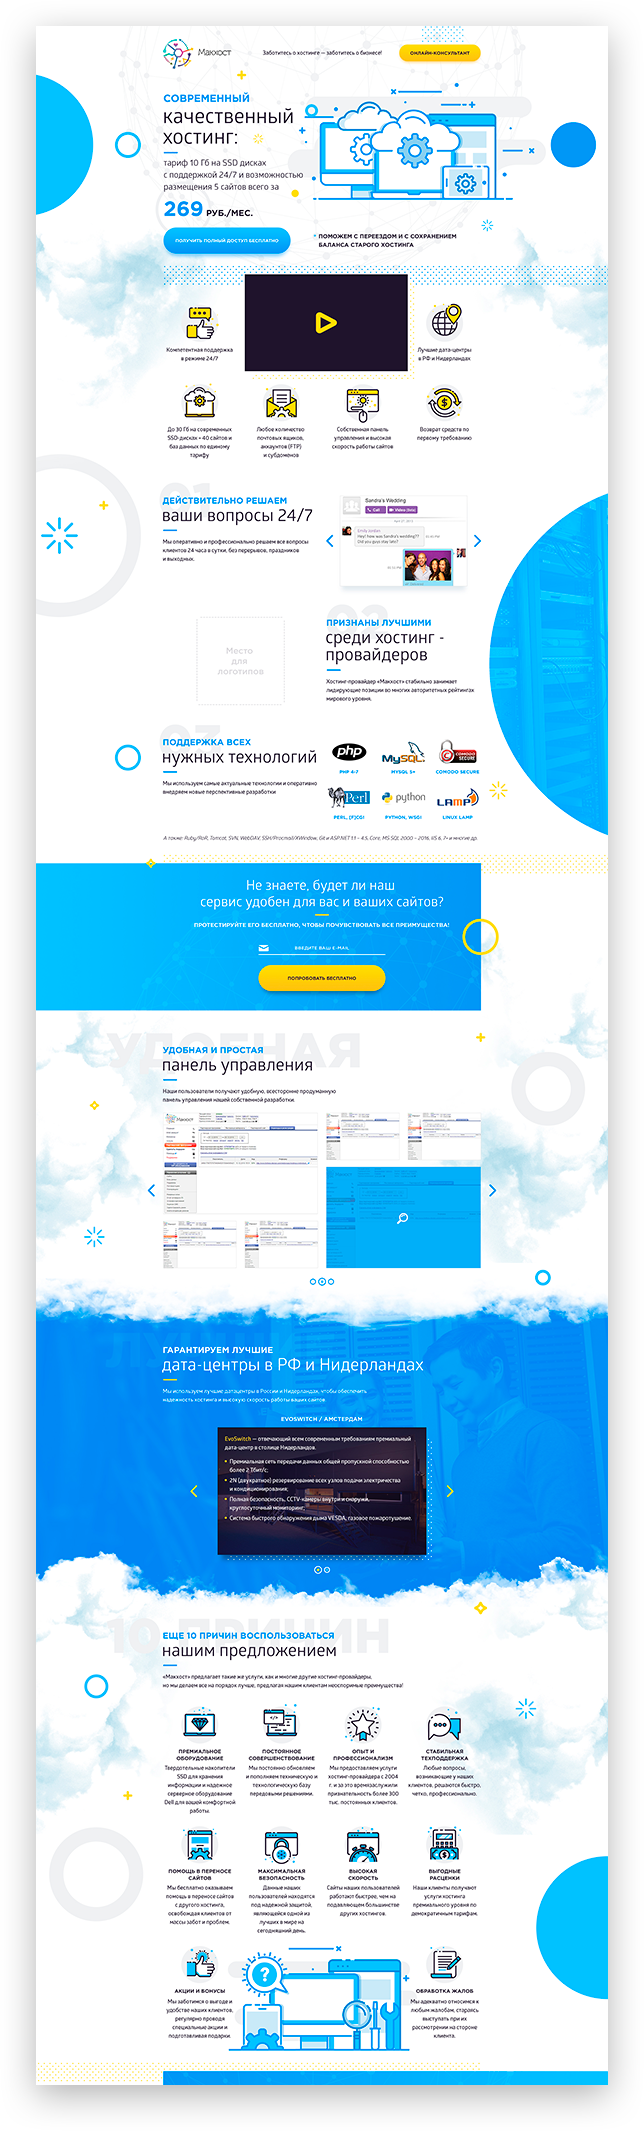 Макхост
Заботитесь о хостинге — заботитесь о бизнесе!
ОНЛАЙН-КОНСУЛЬТАНТ
СОВРЕМЕННЫЙ
качественный
хостинг:
тариф 10 Гб на SSD дисках
с поддержкой 24/7 и возможностью
размещения 5 сайтов всего за
269 РУБ./МЕС.
ПОЛУЧИТЬ ПОЛНЫЙ ДОСТУП БЕСПЛАТНО
+ ПОМОЖЕМ С ПЕРЕЕЗДОМ И С СОХРАНЕНИЕМ
БАЛАНСА СТАРОГО ХОСТИНГА
Компетентная поддержка
в режиме 24/7
Лучшие дата-центры
в РФ и Нидерландах
До 30 Гб на современных
SSD-дисках + 40 сайтов и
баз данных по единому
тарифу
Любое количество
почтовых ящиков,
аккаунтов (FTP)
и субдоменов
Собственная панель
управления и высокая
скорость работы сайтов
Возврат средств по
первому требованию
01
ДЕЙСТВИТЕЛЬНО РЕШАЕМ
ваши вопросы 24/7
Мы оперативно и профессионально решаем все вопросы
клиентов 24 часа в сутки, без перерывов, праздников
и выходных.
Sandra's Wedding
Call
Video
Hey! how was Sandra's wedding??
Did you guys stay late?
Место
для
логотипов
02
ПРИЗНАНЫ ЛУЧШИМИ
среди хостинг -
провайдеров
Хостинг-провайдер «Макхост» стабильно занимает
лидирующие позиции во многих авторитетных рейтингах
мирового уровня.
03
ПОДДЕРЖКА ВСЕХ
нужных технологий
Мы используем самые актуальные технологии и оперативно
внедряем новые перспективные разработки
php
MySQL
COMODO SECURE
PHP 4-7
MYSQL 5+
COMODO SECURE
Perl
python
LAMP
PERL, (F)CGI
PYTHON, WSGI
LINUX LAMP
А также: Ruby/RoR, Tomcat, SVN, WebDAV, SSH/Procmail/XWindow, Git и ASP.NET 1.1 – 4.5, Core, MS SQL 2000 – 2016, IIS 6, 7+ и многие др.
Не знаете, будет ли наш
сервис удобен для вас и ваших сайтов?
ПРОТЕСТИРУЙТЕ ЕГО БЕСПЛАТНО, ЧТОБЫ ПОЧУВСТВОВАТЬ ВСЕ ПРЕИМУЩЕСТВА!
ВВЕДИТЕ ВАШ E-MAIL
ПОПРОБОВАТЬ БЕСПЛАТНО
УДОБНАЯ
УДОБНАЯ И ПРОСТАЯ
панель управления
Наши пользователи получают удобную, всесторонне продуманную
панель управления нашей собственной разработки.
Макхост
ГАРАНТИРУЕМ ЛУЧШИЕ
дата-центры в РФ и Нидерландах
Мы используем лучшие датацентры в России и Нидерландах, чтобы обеспечить
надежность хостинга и высокую скорость работы ваших сайтов.
EVOSWITCH / АМСТЕРДАМ
EvoSwitch — отвечающий всем современным требованиям премиальный
дата-центр в столице Нидерландов.
• Премиальная сеть передачи данных общей пропускной способностью
более 2 Тбит/с;
• 2N (двукратное) резервирование всех узлов подачи электричества
и кондиционирования;
• Полная безопасность, CCTV-камеры внутри и снаружи,
круглосуточный мониторинг;
• Система быстрого обнаружения дыма VESDA, газовое пожаротушение.
10 ПРИЧИН
ЕЩЕ 10 ПРИЧИН ВОСПОЛЬЗОВАТЬСЯ
нашим предложением
«Макхост» предлагает такие же услуги, как и многие другие хостинг-провайдеры,
но мы делаем все на порядок лучше, предлагая нашим клиентам неоспоримые преимущества!
ПРЕМИАЛЬНОЕ
ОБОРУДОВАНИЕ
Твердотельные накопители
SSD для хранения
информации и надежное
серверное оборудование
Dell для вашей комфортной
работы.
ПОСТОЯННОЕ
СОВЕРШЕНСТВОВАНИЕ
Мы постоянно обновляем
и пополняем техническую и
технологическую базу
передовыми решениями.
ОПЫТ И
ПРОФЕССИОНАЛИЗМ
Мы предоставляем услуги
хостинг-провайдера с 2004
г. и за это время заслужили
признательность более 300
тыс. постоянных клиентов.
СТАБИЛЬНАЯ
ТЕХПОДДЕРЖКА
Любые вопросы,
возникающие у наших
клиентов, решаются быстро,
четко, профессионально.
ПОМОЩЬ В ПЕРЕНОСЕ
САЙТОВ
Мы бесплатно оказываем
помощь в переносе сайтов
с другого хостинга,
освобождая клиентов от
массы забот и проблем.
МАКСИМАЛЬНАЯ
БЕЗОПАСНОСТЬ
Данные наших
пользователей находятся
под надежной защитой,
являющейся одной из
лучших в мире на
сегодняшний день.
ВЫСОКАЯ
СКОРОСТЬ
Сайты наших пользователей
работают быстрее, чем на
подавляющем большинстве
других хостингов.
ВЫГОДНЫЕ
РАСЦЕНКИ
Наши клиенты получают
услуги хостинга
премиального уровня по
демократичным тарифам.
АКЦИИ И БОНУСЫ
Мы заботимся о выгоде и
удобстве наших клиентов,
регулярно проводя
специальные акции и
подготавливая подарки.
ОБРАБОТКА ЖАЛОБ
Мы адекватно относимся к
любым жалобам, стараясь
выступать при их
рассмотрении на стороне
клиента.